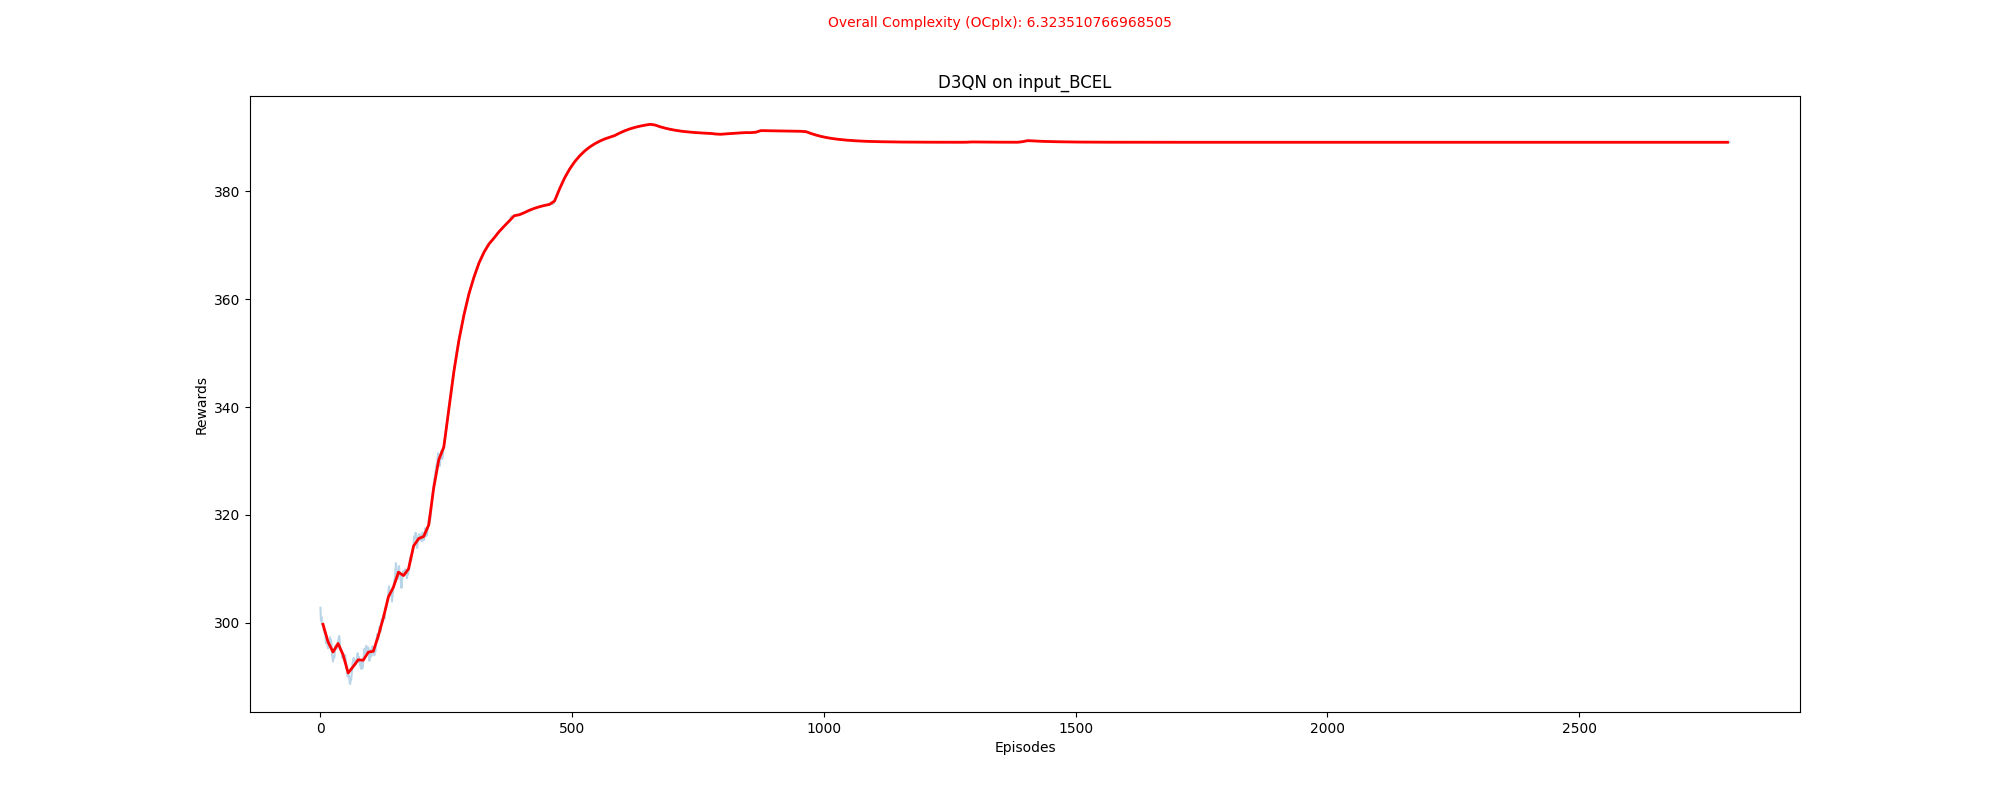 Overall Complexity (OCplx): 6.323510766968505
D3QN on input_BCEL
380
360
340
320
300
Rewards
0 500 1000 1500 2000 2500
Episodes